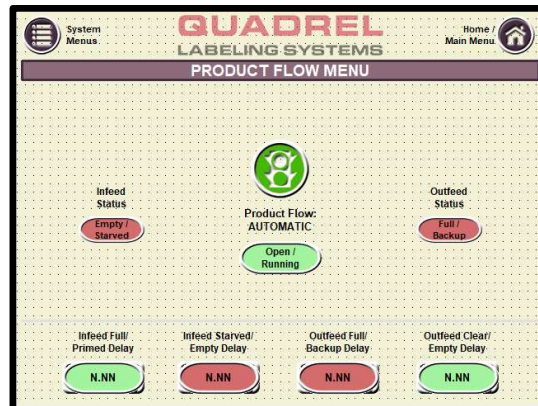 System
Menus
QUADREL
LABELING SYSTEMS
Home /
Main Menu
PRODUCT FLOW MENU
Infeed
Status
Empty /
Starved
Product Flow:
AUTOMATIC
Open /
Running
Outfeed
Status
Full /
Backup
Infeed Full/
Primed Delay
N.NN
Infeed Starved/
Empty Delay
N.NN
Outfeed Full/
Backup Delay
N.NN
Outfeed Clear/
Empty Delay
N.NN